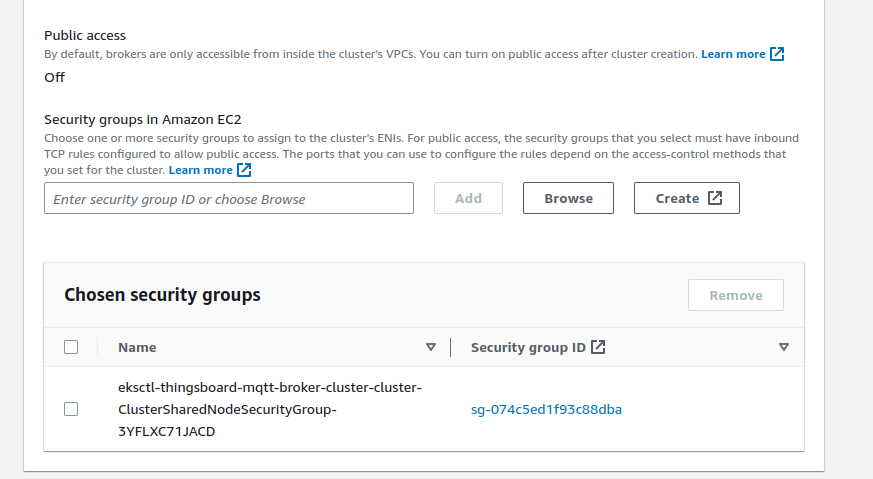 Public access
By default, brokers are only accessible from inside the cluster's VPCs. You can turn on public access after cluster creation. Learn more
Off
Security groups in Amazon EC2
Choose one or more security groups to assign to the cluster's ENIs. For public access, the security groups that you select must have inbound
TCP rules configured to allow public access. The ports that you can use to configure the rules depend on the access-control methods that
you set for the cluster. Learn more
Enter security group ID or choose Browse
Add
Browse
Create
Chosen security groups
Remove
Name
Security group ID
eksctl-thingsboard-mqtt-broker-cluster-cluster-
ClusterSharedNodeSecurityGroup-
3YFLXC71JACD
sg-074c5ed1f93c88dba